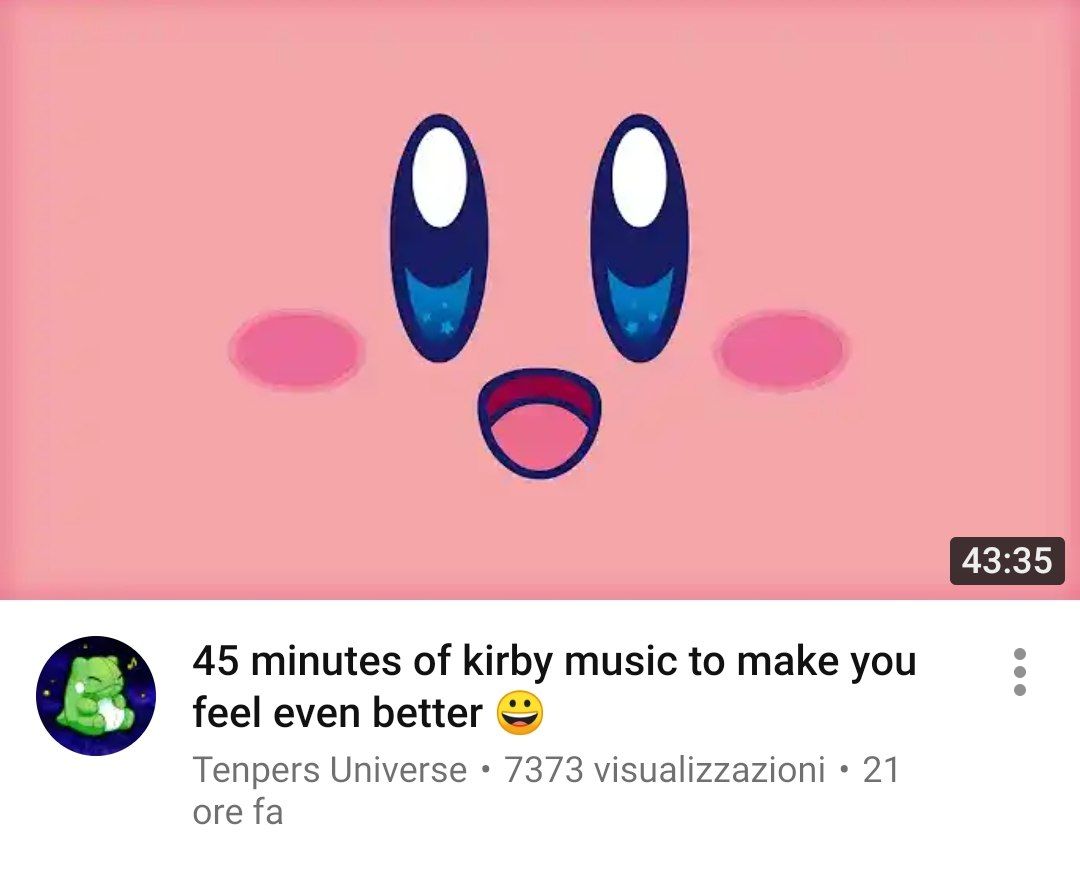 43:35
45 minutes of kirby music to make you
feel even better 😀
Tenpers Universe • 7373 visualizzazioni • 21
ore fa